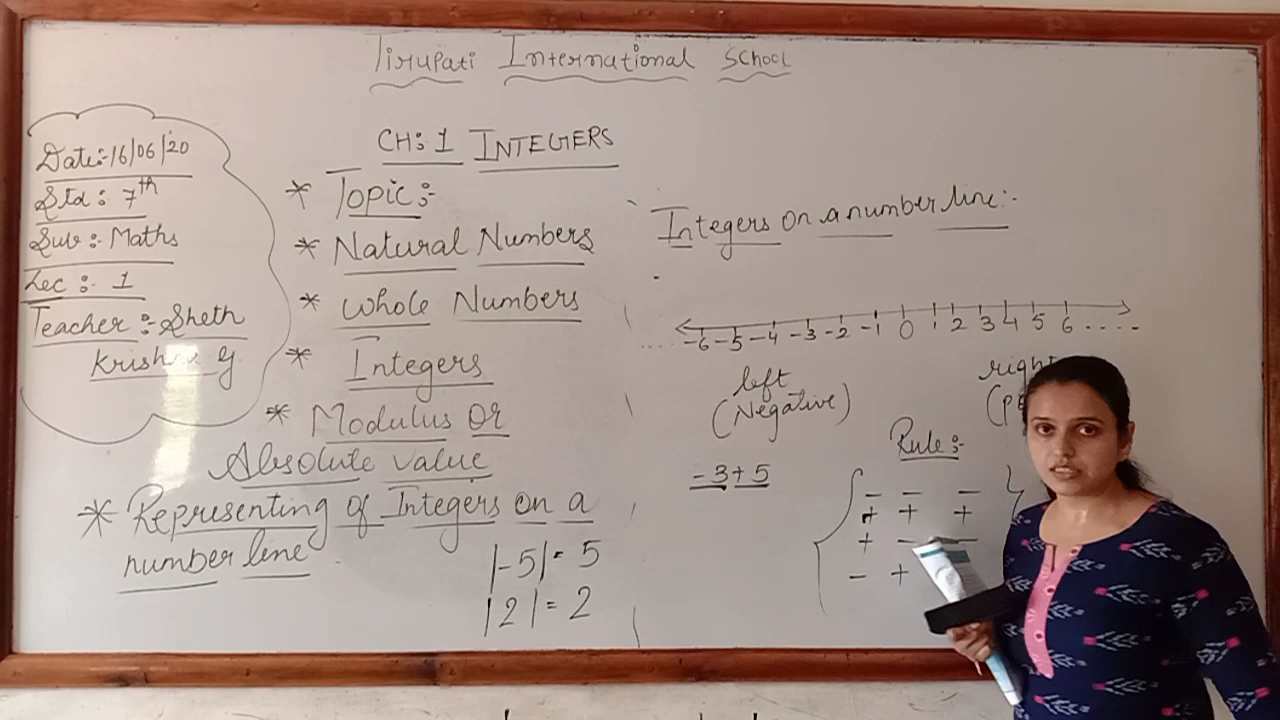 Tirupati International School
CH: 1 INTEGERS
Date:-16/06/20
Std : 7th
Sub :- Maths
Lec :- 1
Teacher :- Sheth
* Topic:-
* Natural Numbers
* Whole Numbers
* Integers
* Modulus or
Absolute value
* Representing of Integers on a
number line
|-5| = 5
|2| = 2
Integers on a number line:-
.... -6 -5 -4 -3 -2 -1 0 1 2 3 4 5 6 ....
left
(Negative)
right
-3+5
Rule:-
- - -
+ + +
+ - -
- +